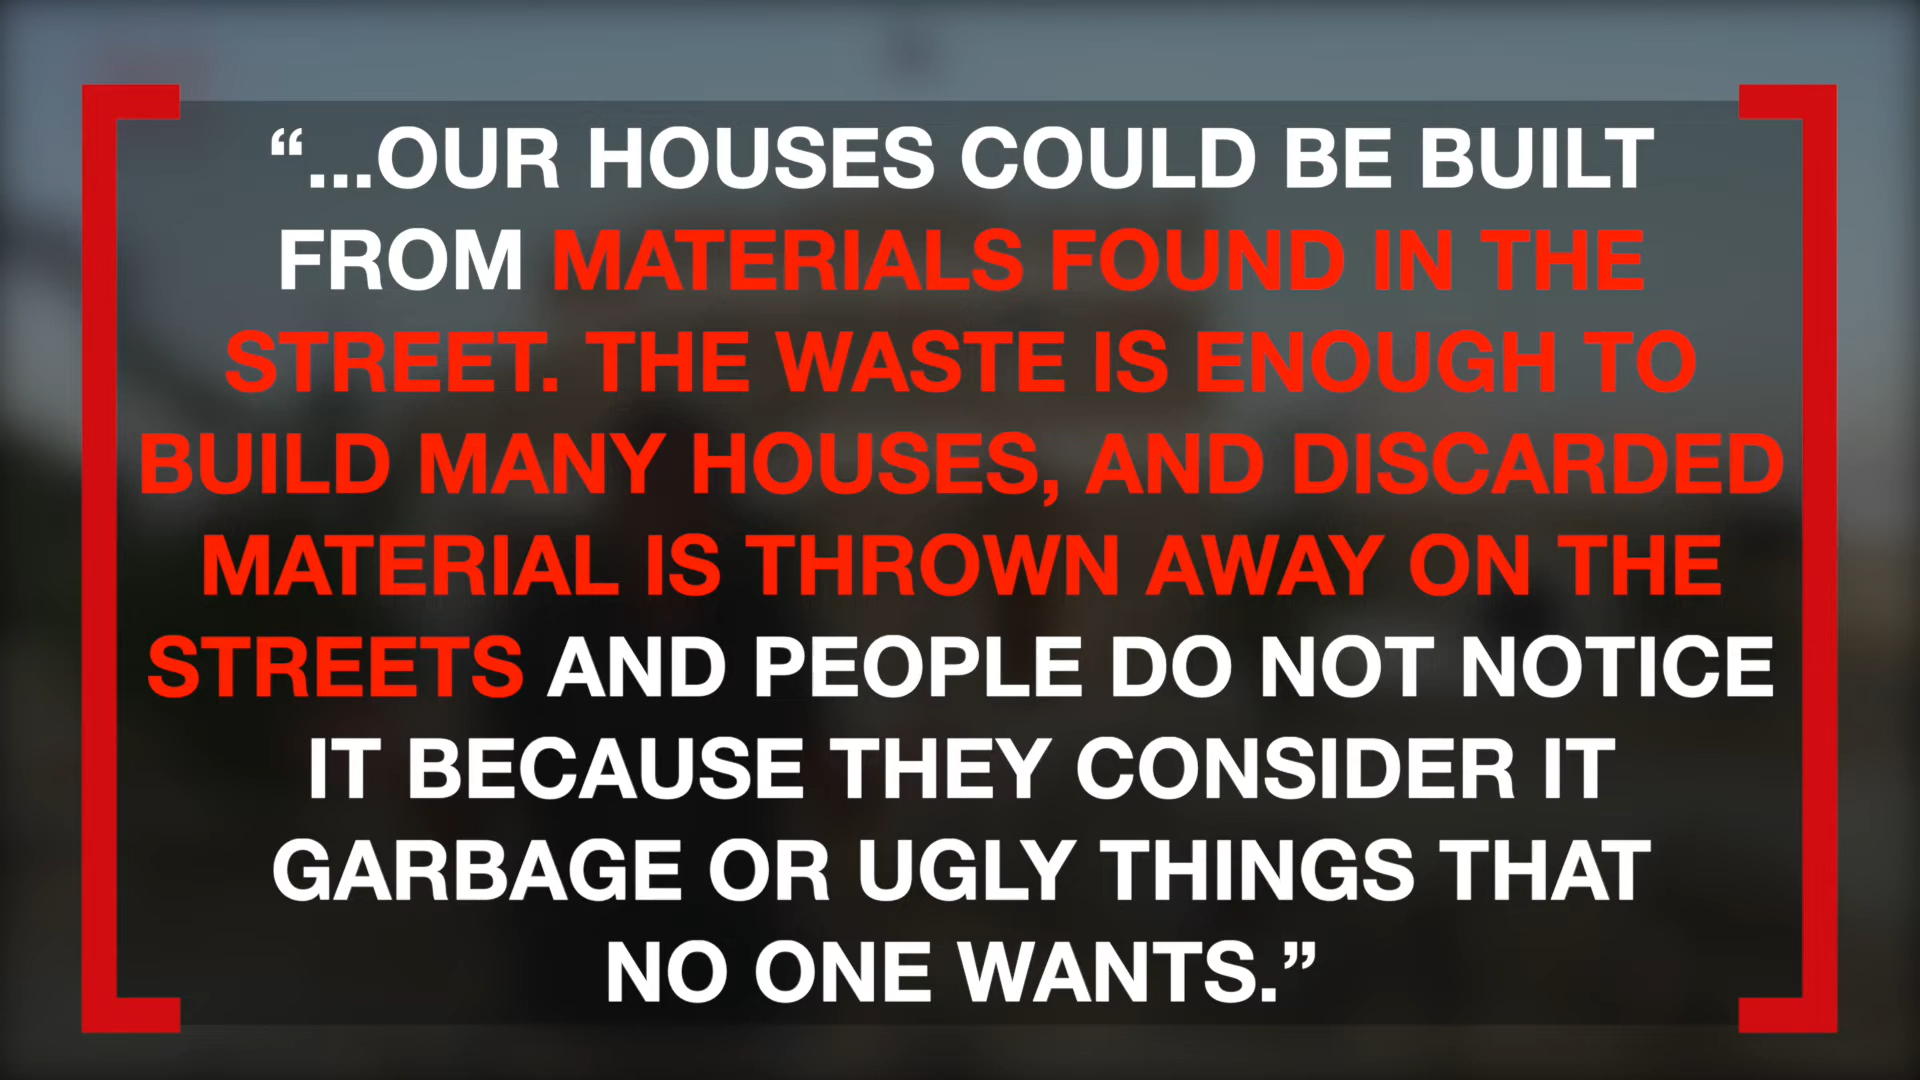 “...OUR HOUSES COULD BE BUILT
FROM MATERIALS FOUND IN THE
STREET. THE WASTE IS ENOUGH TO
BUILD MANY HOUSES, AND DISCARDED
MATERIAL IS THROWN AWAY ON THE
STREETS AND PEOPLE DO NOT NOTICE
IT BECAUSE THEY CONSIDER IT
GARBAGE OR UGLY THINGS THAT
NO ONE WANTS.”